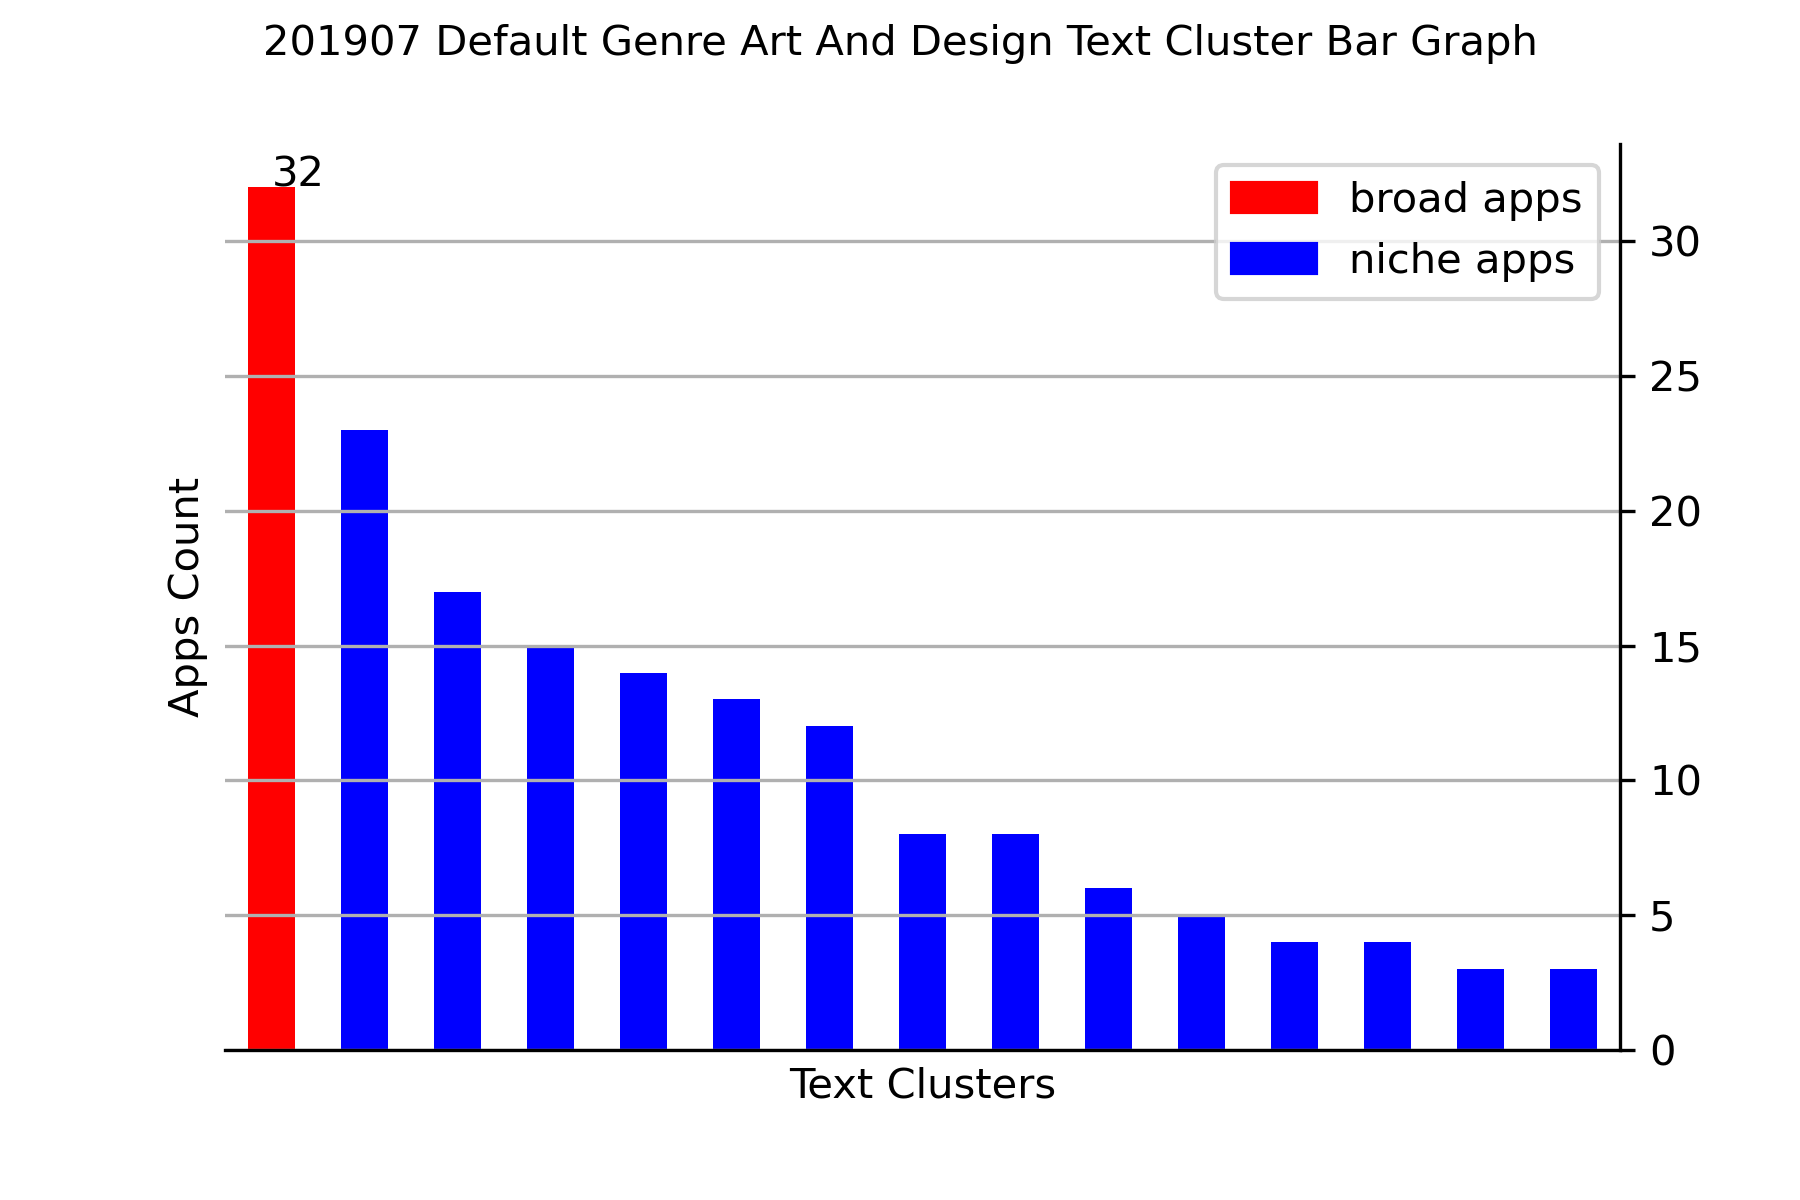 201907 Default Genre Art And Design Text Cluster Bar Graph
32
broad apps
niche apps
30
25
20
15
10
5
0
Apps Count
Text Clusters